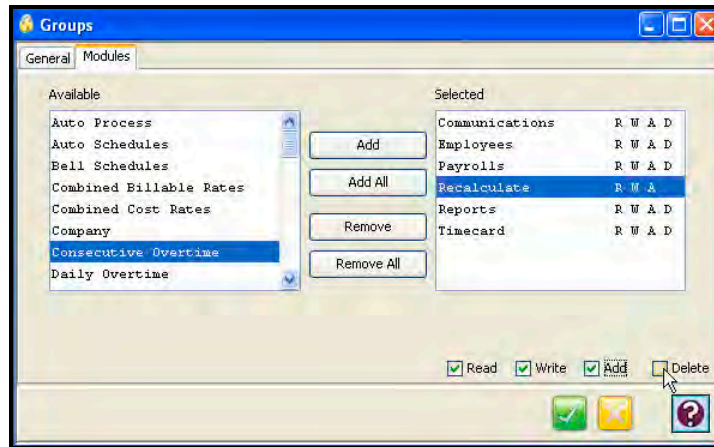 Groups
General Modules
Available
Auto Process
Auto Schedules
Bell Schedules
Combined Billable Rates
Combined Cost Rates
Company
Consecutive Overtime
Daily Overtime
Add
Add All
Remove
Remove All
Selected
Communications R W A D
Employees R W A D
Payrolls R W A D
Recalculate R W A
Reports R W A D
Timecard R W A D
Read Write Add Delete
?